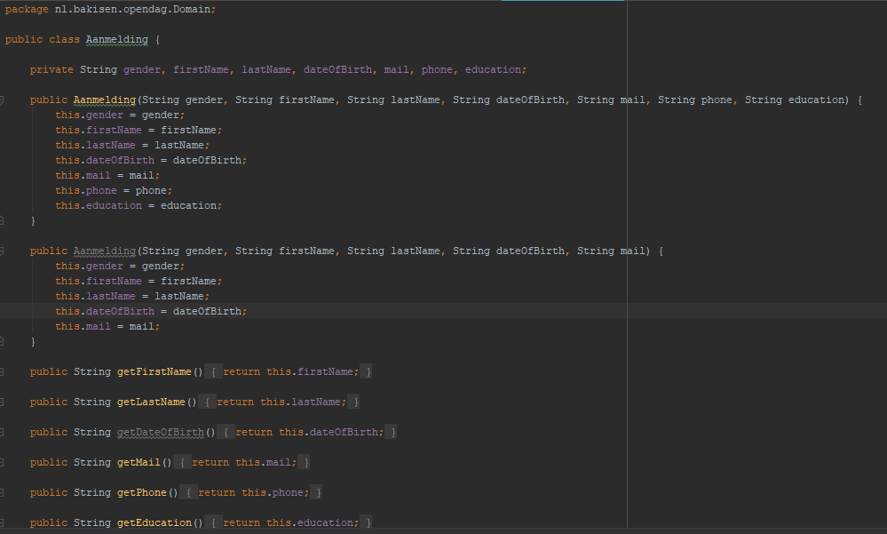 package nl.bakisen.opendag.Domain;
public class Aanmelding {
private String gender, firstName, lastName, dateOfBirth, mail, phone, education;
public Aanmelding(String gender, String firstName, String lastName, String dateOfBirth, String mail, String phone, String education) {
this.gender = gender;
this.firstName = firstName;
this.lastName = lastName;
this.dateOfBirth = dateOfBirth;
this.mail = mail;
this.phone = phone;
this.education = education;
}
public Aanmelding(String gender, String firstName, String lastName, String dateOfBirth, String mail) {
this.gender = gender;
this.firstName = firstName;
this.lastName = lastName;
this.dateOfBirth = dateOfBirth;
this.mail = mail;
}
public String getFirstName() { return this.firstName; }
public String getLastName() { return this.lastName; }
public String getDateOfBirth() { return this.dateOfBirth; }
public String getMail() { return this.mail; }
public String getPhone() { return this.phone; }
public String getEducation() { return this.education; }